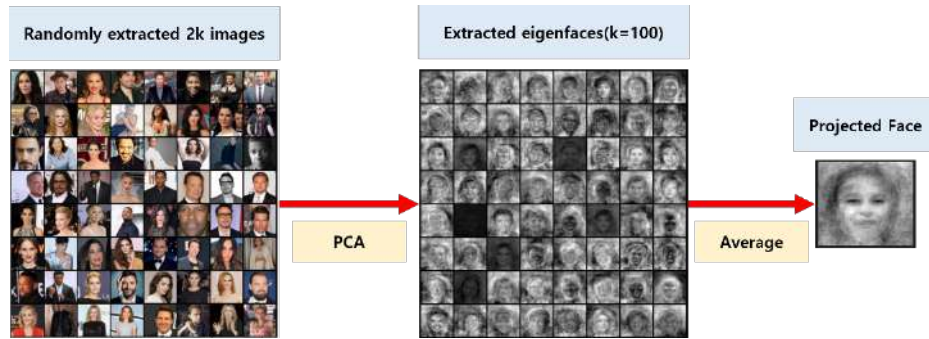 Randomly extracted 2k images
Extracted eigenfaces(k=100)
Projected Face
PCA
Average